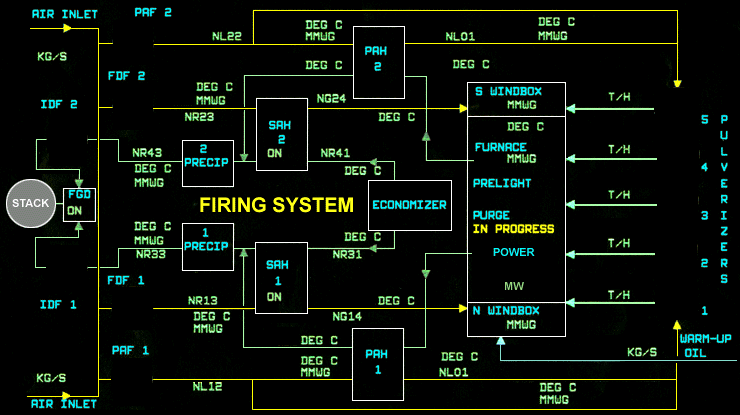 AIR INLET
PAF 2
DEG C
MMWG
NL22
NL01
DEG C
MMWG
KG/S
PAH
2
DEG C
DEG C
FDF 2
DEG C
MMWG
NR23
NG24
S WINDBOX
MMWG
T/H
IDF 2
SAH
2
ON
DEG C
DEG C
5 PULVERIZERS
NR43
DEG C
MMWG
2
PRECIP
NR41
DEG C
FURNACE
MMWG
T/H
4
PRELIGHT
STACK
FGD
ON
FIRING SYSTEM
ECONOMIZER
T/H
3
PURGE
IN PROGRESS
DEG C
MMWG
NR33
1
PRECIP
DEG C
NR31
POWER
T/H
2
FDF 1
SAH
1
ON
MW
T/H
IDF 1
NR13
DEG C
MMWG
NG14
DEG C
N WINDBOX
MMWG
1
PAF 1
DEG C
DEG C
MMWG
PAH
1
DEG C
KG/S
WARM-UP
OIL
KG/S
NL12
NL01
DEG C
MMWG
AIR INLET